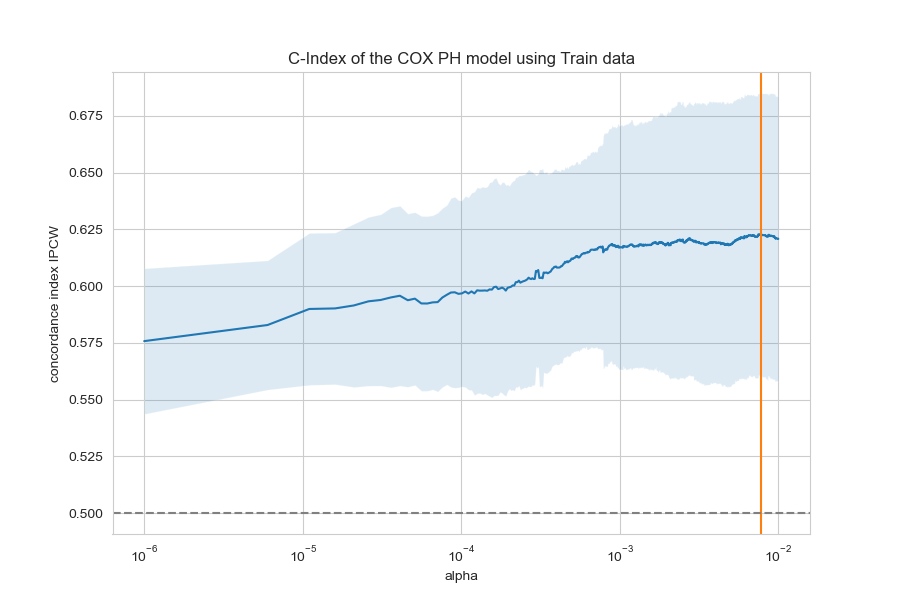 C-Index of the COX PH model using Train data
concordance index IPCW
0.675
0.650
0.625
0.600
0.575
0.550
0.525
0.500
10⁻⁶ 10⁻⁵ 10⁻⁴ 10⁻³ 10⁻²
alpha